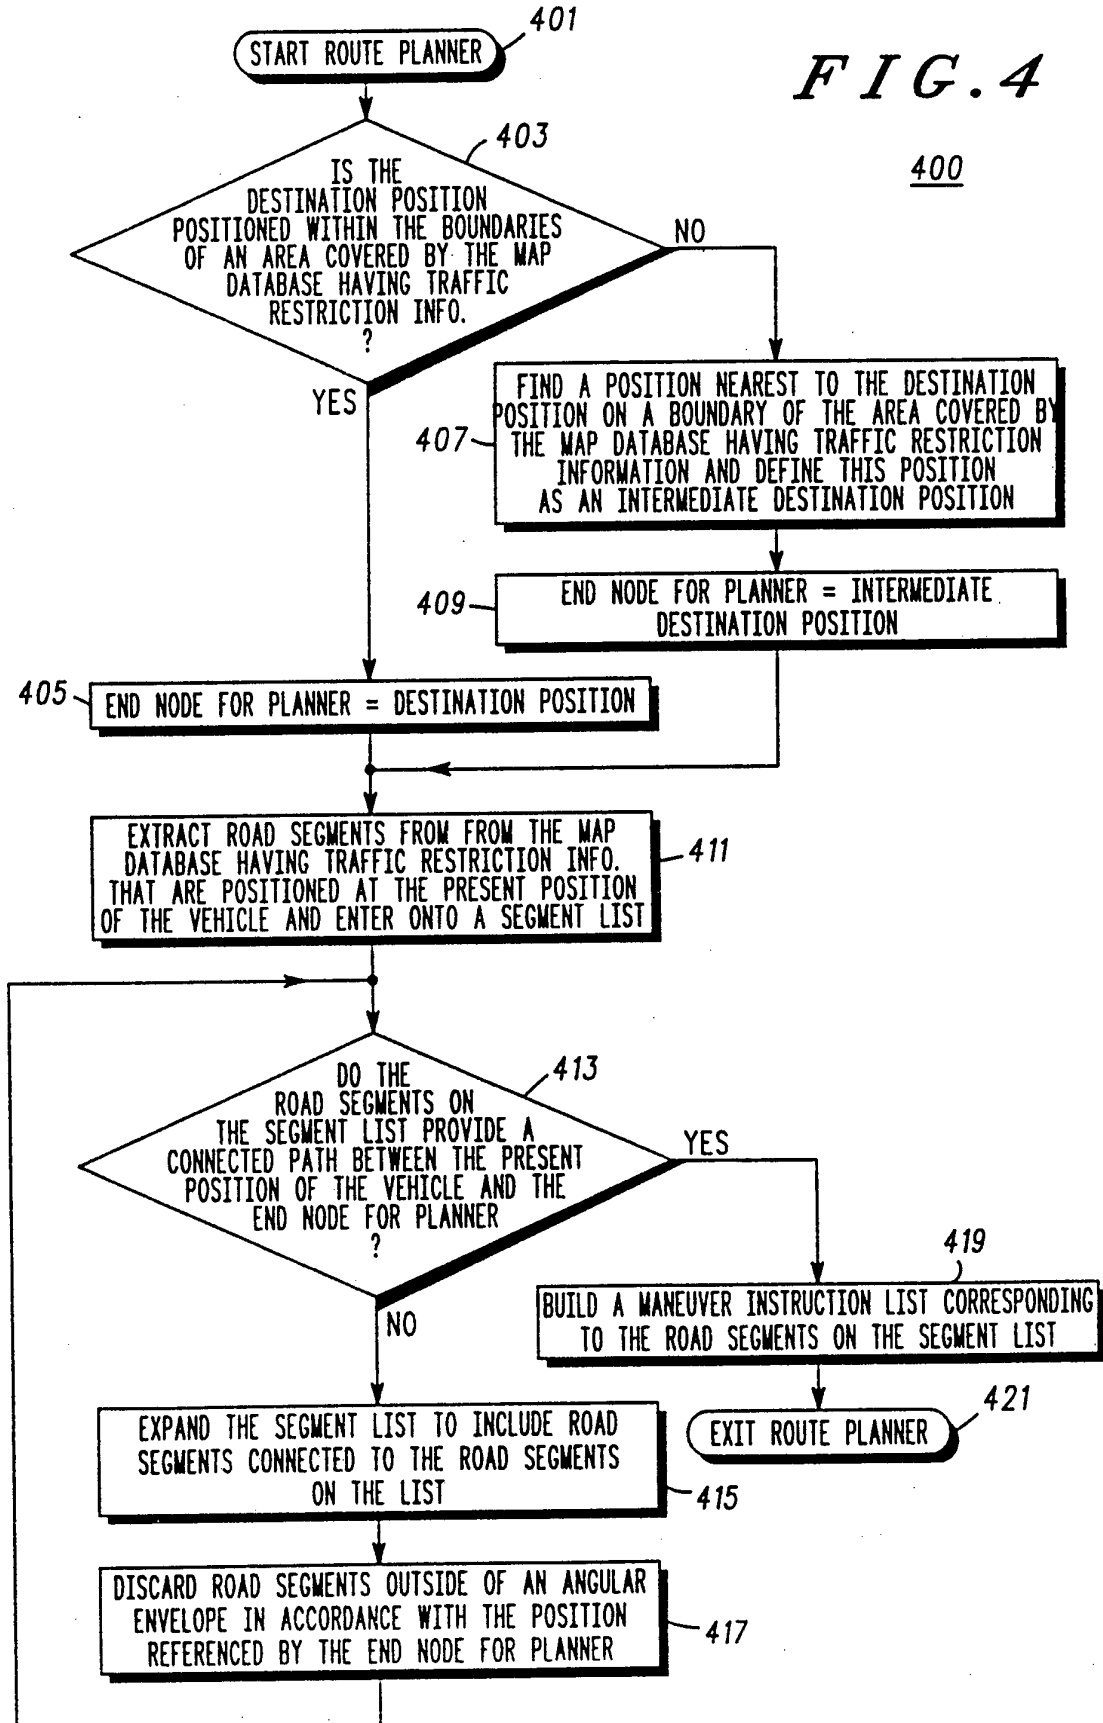 401
START ROUTE PLANNER
FIG.4
400
403
IS THE
DESTINATION POSITION
POSITIONED WITHIN THE BOUNDARIES
OF AN AREA COVERED BY THE MAP
DATABASE HAVING TRAFFIC
RESTRICTION INFO.
?
NO
YES
FIND A POSITION NEAREST TO THE DESTINATION
POSITION ON A BOUNDARY OF THE AREA COVERED BY
THE MAP DATABASE HAVING TRAFFIC RESTRICTION
INFORMATION AND DEFINE THIS POSITION
AS AN INTERMEDIATE DESTINATION POSITION
407
END NODE FOR PLANNER = INTERMEDIATE
DESTINATION POSITION
409
405
END NODE FOR PLANNER = DESTINATION POSITION
EXTRACT ROAD SEGMENTS FROM FROM THE MAP
DATABASE HAVING TRAFFIC RESTRICTION INFO.
THAT ARE POSITIONED AT THE PRESENT POSITION
OF THE VEHICLE AND ENTER ONTO A SEGMENT LIST
411
413
DO THE
ROAD SEGMENTS ON
THE SEGMENT LIST PROVIDE A
CONNECTED PATH BETWEEN THE PRESENT
POSITION OF THE VEHICLE AND THE
END NODE FOR PLANNER
?
YES
NO
419
BUILD A MANEUVER INSTRUCTION LIST CORRESPONDING
TO THE ROAD SEGMENTS ON THE SEGMENT LIST
421
EXIT ROUTE PLANNER
EXPAND THE SEGMENT LIST TO INCLUDE ROAD
SEGMENTS CONNECTED TO THE ROAD SEGMENTS
ON THE LIST
415
DISCARD ROAD SEGMENTS OUTSIDE OF AN ANGULAR
ENVELOPE IN ACCORDANCE WITH THE POSITION
REFERENCED BY THE END NODE FOR PLANNER
417